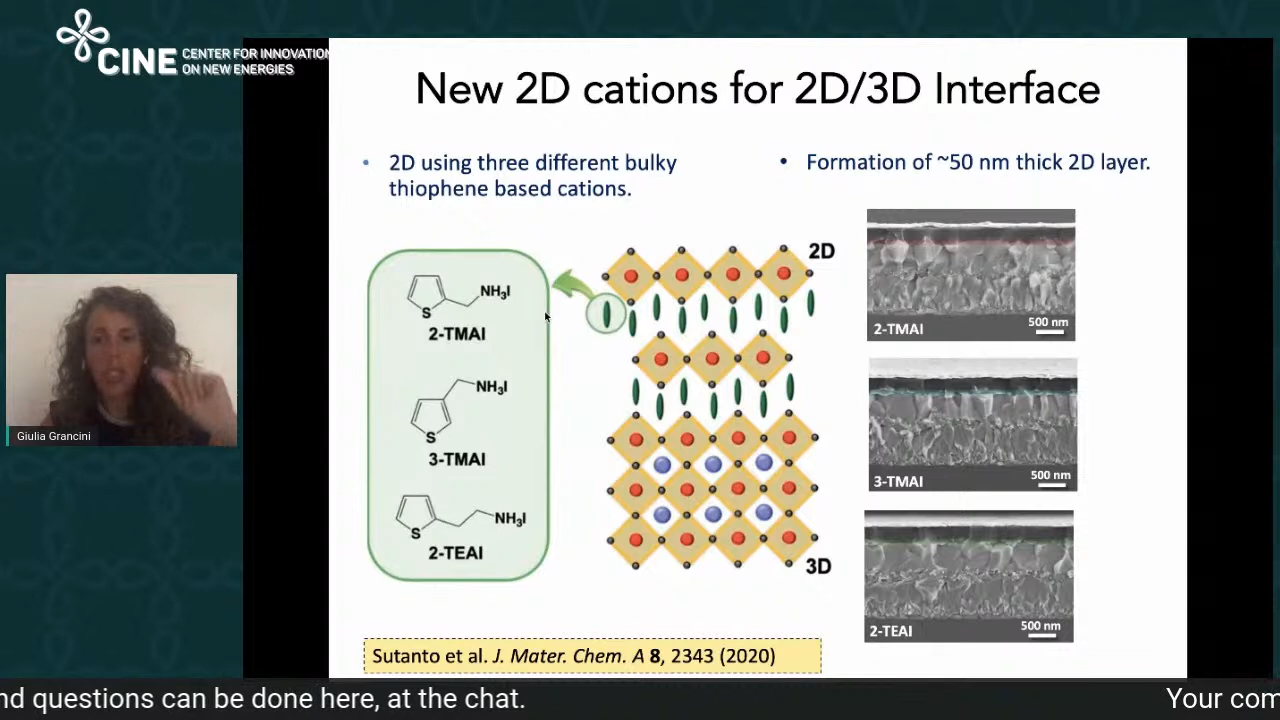 CINE CENTER FOR INNOVATION
ON NEW ENERGIES
New 2D cations for 2D/3D Interface
• 2D using three different bulky
thiophene based cations.
• Formation of ~50 nm thick 2D layer.
S NH3I
2-TMAI
S NH3I
3-TMAI
S NH3I
2-TEAI
2D
3D
2-TMAI 500 nm
3-TMAI 500 nm
2-TEAI 500 nm
Giulia Grancini
Sutanto et al. J. Mater. Chem. A 8, 2343 (2020)
nd questions can be done here, at the chat.
Your com